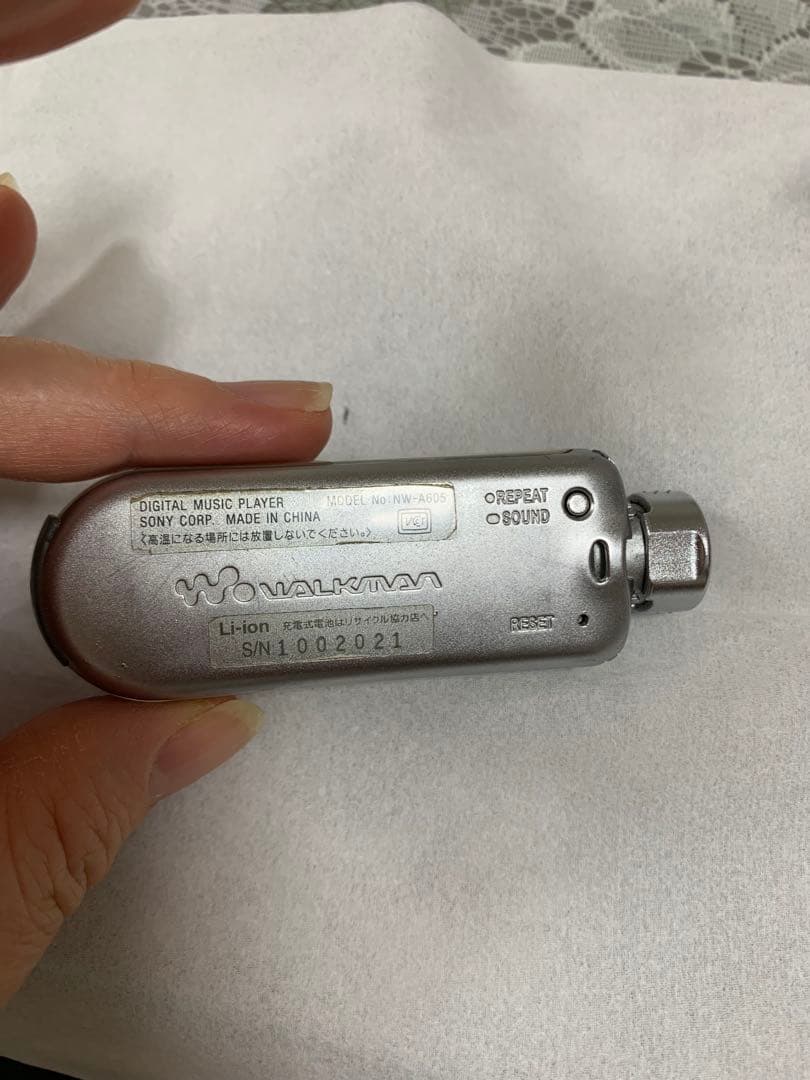 DIGITAL MUSIC PLAYER MODEL No:NW-A605
SONY CORP. MADE IN CHINA VCI
〈高温になる場所には放置しないでください。〉
WALKMAN
Li-ion 充電式電池はリサイクル協力店へ
S/N 1002021
REPEAT
SOUND
RESET